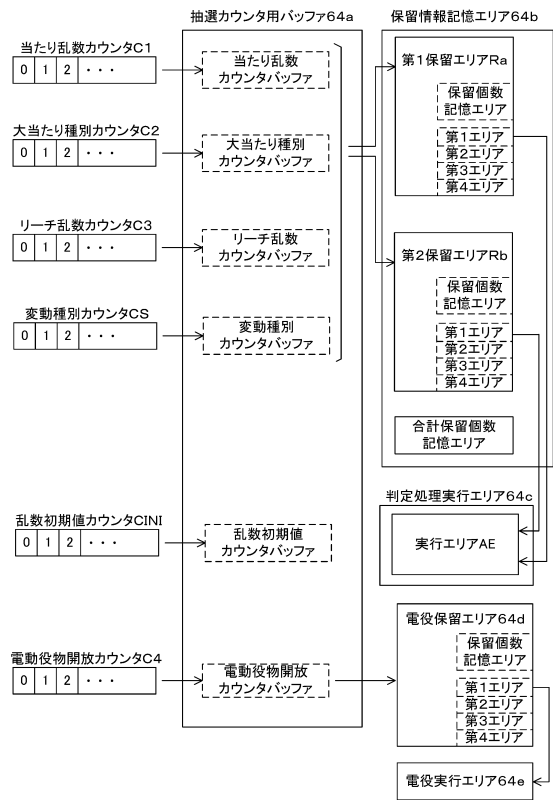 抽選カウンタ用バッファ64a
当たり乱数カウンタC1
0 1 2 ・・・
当たり乱数
カウンタバッファ
大当たり種別カウンタC2
0 1 2 ・・・
大当たり種別
カウンタバッファ
リーチ乱数カウンタC3
0 1 2 ・・・
リーチ乱数
カウンタバッファ
変動種別カウンタCS
0 1 2 ・・・
変動種別
カウンタバッファ
乱数初期値カウンタCINI
0 1 2 ・・・
乱数初期値
カウンタバッファ
電動役物開放カウンタC4
0 1 2 ・・・
電動役物開放
カウンタバッファ
保留情報記憶エリア64b
第1保留エリアRa
保留個数
記憶エリア
第1エリア
第2エリア
第3エリア
第4エリア
第2保留エリアRb
保留個数
記憶エリア
第1エリア
第2エリア
第3エリア
第4エリア
合計保留個数
記憶エリア
判定処理実行エリア64c
実行エリアAE
電役保留エリア64d
保留個数
記憶エリア
第1エリア
第2エリア
第3エリア
第4エリア
電役実行エリア64e